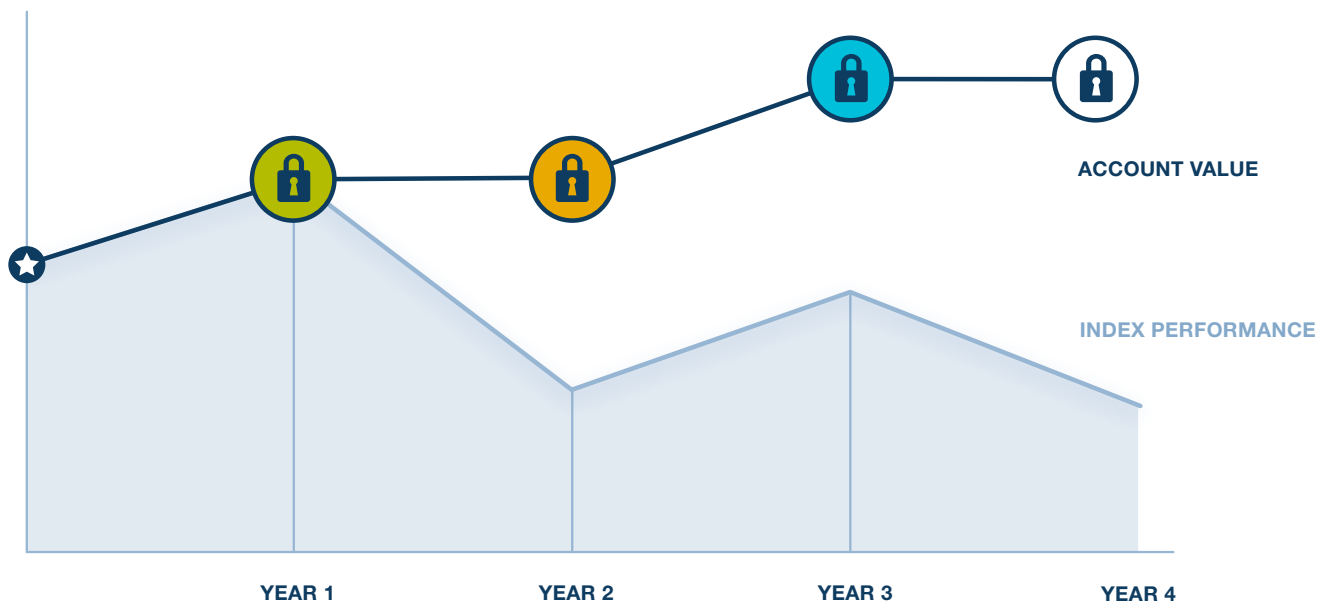 ACCOUNT VALUE
INDEX PERFORMANCE
YEAR 1
YEAR 2
YEAR 3
YEAR 4